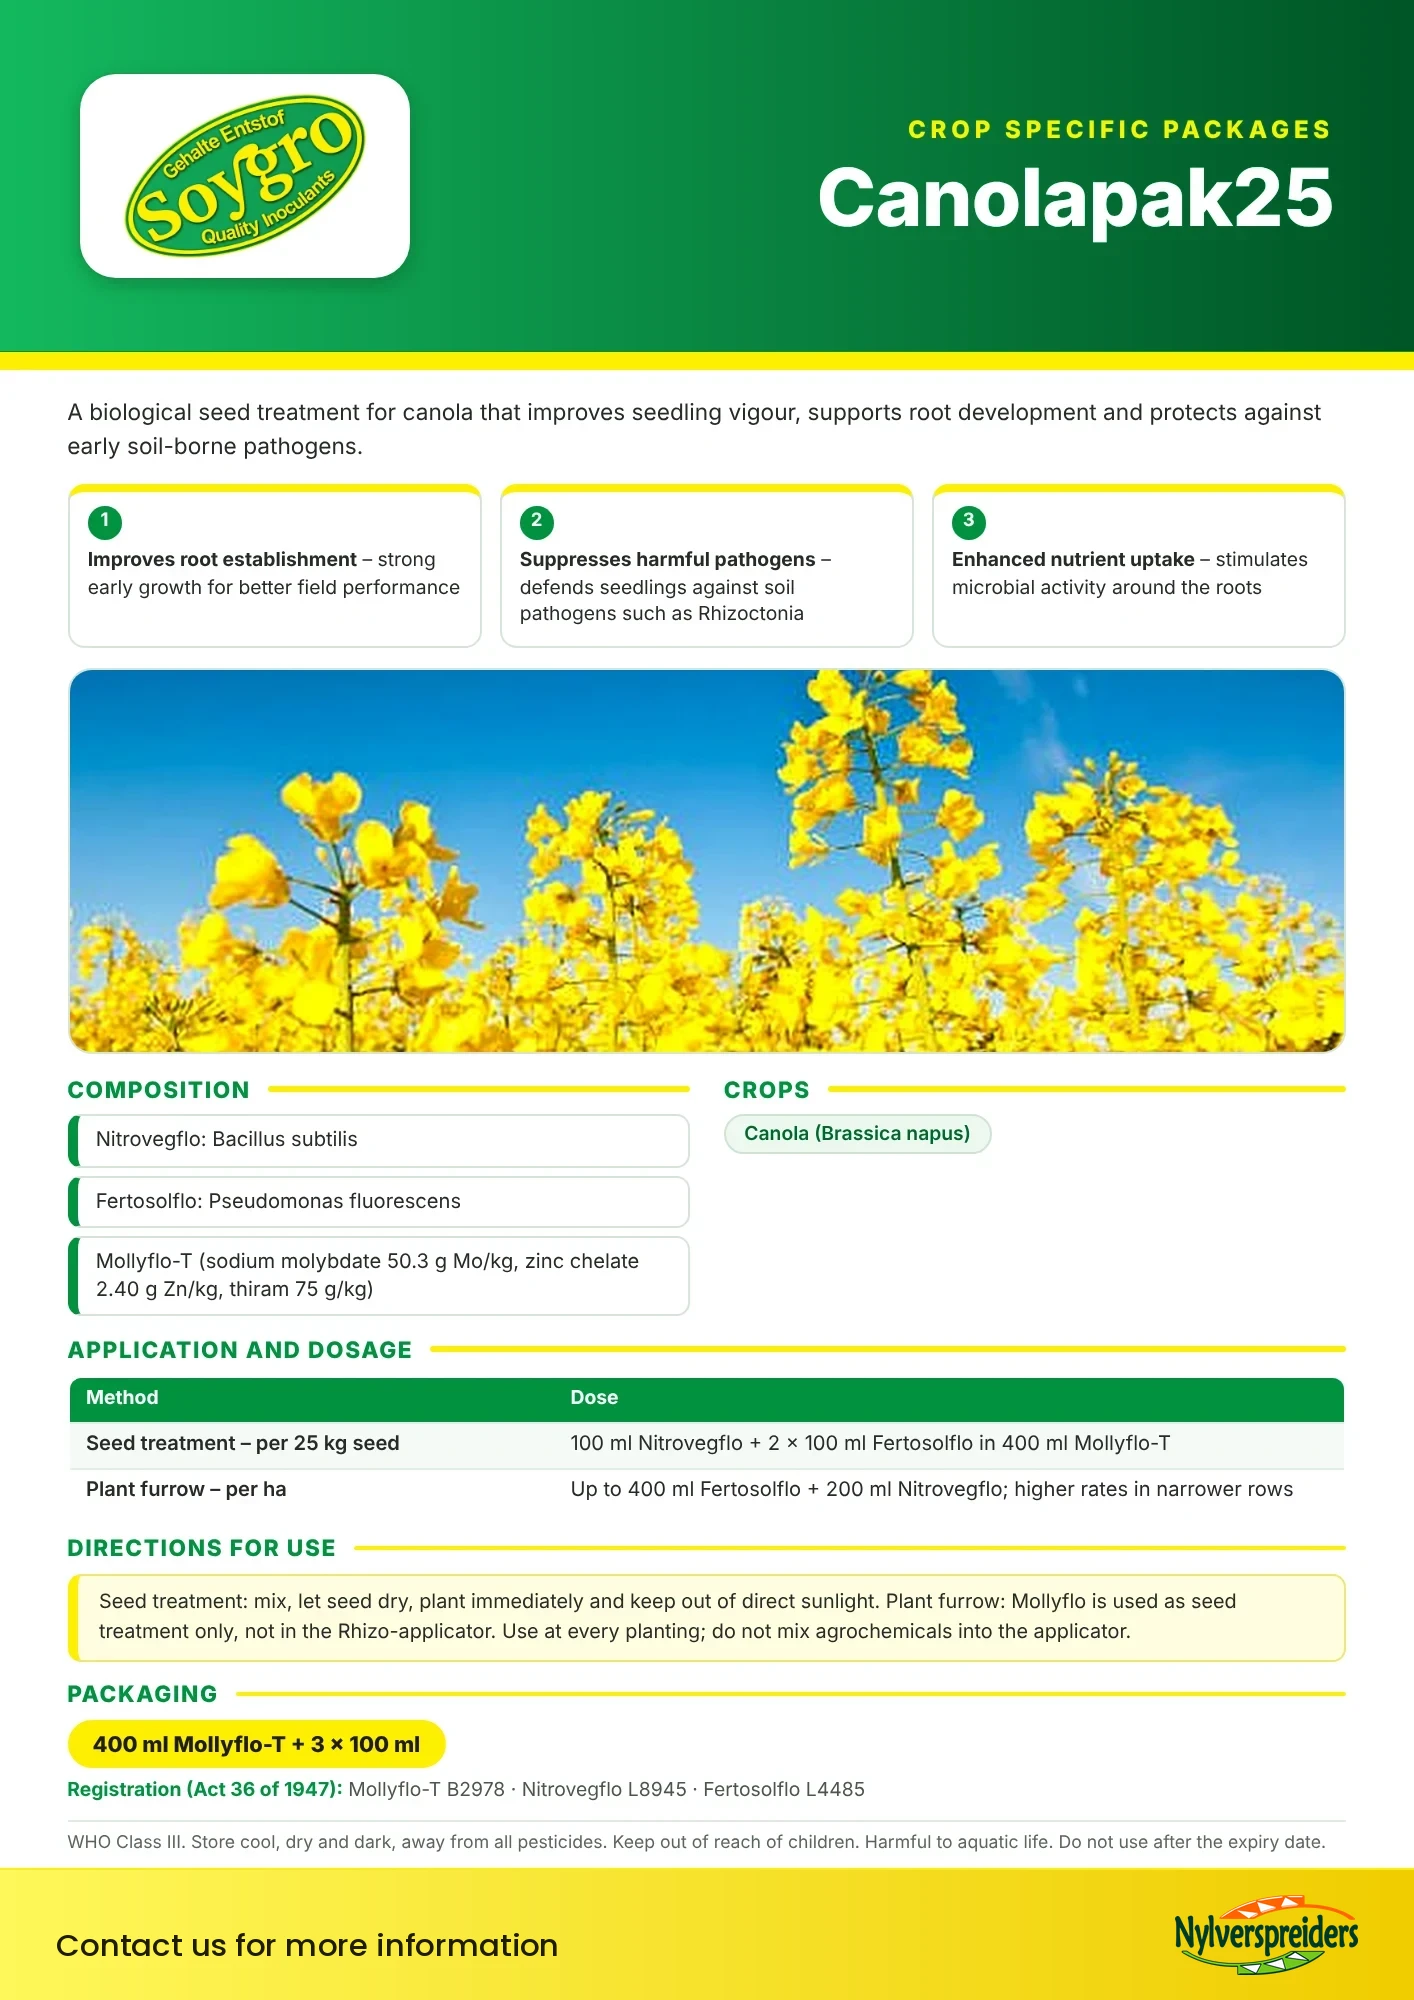 Gehalte Entstof
Soygro
Quality Inoculants
CROP SPECIFIC PACKAGES
Canolapak25
A biological seed treatment for canola that improves seedling vigour, supports root development and protects against
early soil-borne pathogens.
1
Improves root establishment – strong
early growth for better field performance
2
Suppresses harmful pathogens –
defends seedlings against soil
pathogens such as Rhizoctonia
3
Enhanced nutrient uptake – stimulates
microbial activity around the roots
COMPOSITION
Nitrovegflo: Bacillus subtilis
Fertosolflo: Pseudomonas fluorescens
Mollyflo-T (sodium molybdate 50.3 g Mo/kg, zinc chelate
2.40 g Zn/kg, thiram 75 g/kg)
CROPS
Canola (Brassica napus)
APPLICATION AND DOSAGE
Method Dose
Seed treatment – per 25 kg seed 100 ml Nitrovegflo + 2 × 100 ml Fertosolflo in 400 ml Mollyflo-T
Plant furrow – per ha Up to 400 ml Fertosolflo + 200 ml Nitrovegflo; higher rates in narrower rows
DIRECTIONS FOR USE
Seed treatment: mix, let seed dry, plant immediately and keep out of direct sunlight. Plant furrow: Mollyflo is used as seed
treatment only, not in the Rhizo-applicator. Use at every planting; do not mix agrochemicals into the applicator.
PACKAGING
400 ml Mollyflo-T + 3 × 100 ml
Registration (Act 36 of 1947): Mollyflo-T B2978 · Nitrovegflo L8945 · Fertosolflo L4485
WHO Class III. Store cool, dry and dark, away from all pesticides. Keep out of reach of children. Harmful to aquatic life. Do not use after the expiry date.
Contact us for more information
Nylverspreiders